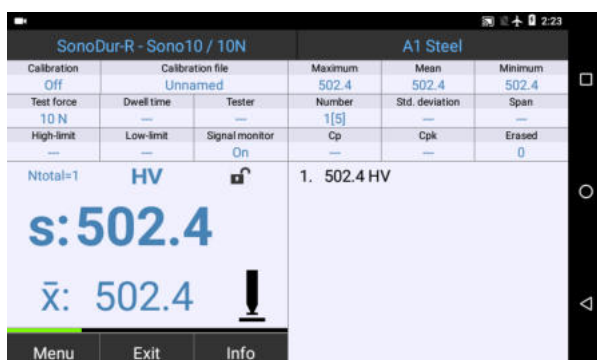 2:23
SonoDur-R - Sono10 / 10N A1 Steel
Calibration Calibration file Maximum Mean Minimum
Off Unnamed 502.4 502.4 502.4
Test force Dwell time Tester Number Std. deviation Span
10 N --- --- 1[5] --- ---
High-limit Low-limit Signal monitor Cp Cpk Erased
--- --- On --- --- 0
Ntotal=1 HV 1. 502.4 HV
s:502.4
x̄: 502.4
Menu Exit Info